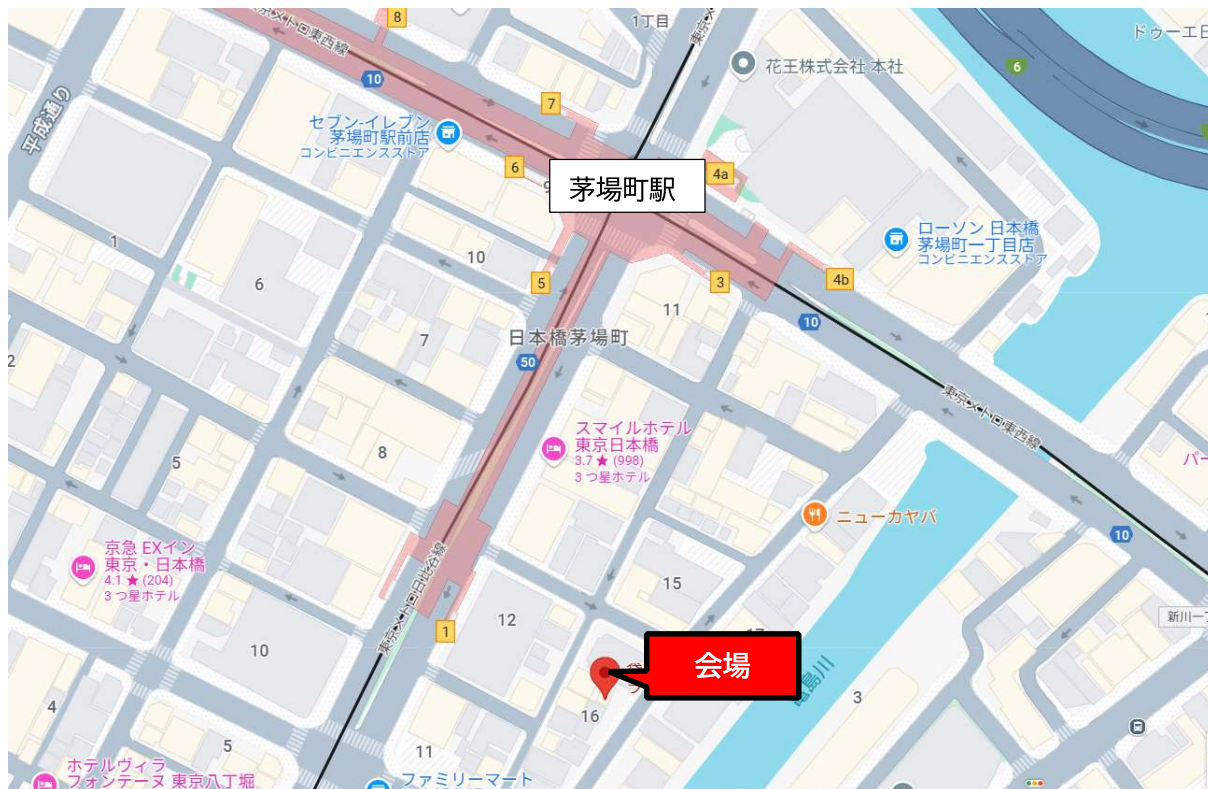 8
1丁目
東京メトロ東西線
ドゥーエ
花王株式会社 本社
6
10
平成通り
7
セブン-イレブン
茅場町駅前店
コンビニエンスストア
6
茅場町駅
4a
ローソン 日本橋
茅場町一丁目店
コンビニエンスストア
1
10
5
3
4b
6
11
10
7
日本橋茅場町
50
2
東京メトロ東西線
スマイルホテル
東京日本橋
3.7 ★ (998)
3 つ星ホテル
8
5
パー
ニューカヤバ
10
京急 EXイン
東京・日本橋
4.1 ★ (204)
3 つ星ホテル
東京メトロ日比谷線
15
12
新川一
1
17
10
会場
亀島川
3
4
16
5
11
ホテルヴィラ
フォンテーヌ 東京八丁堀
ファミリーマート